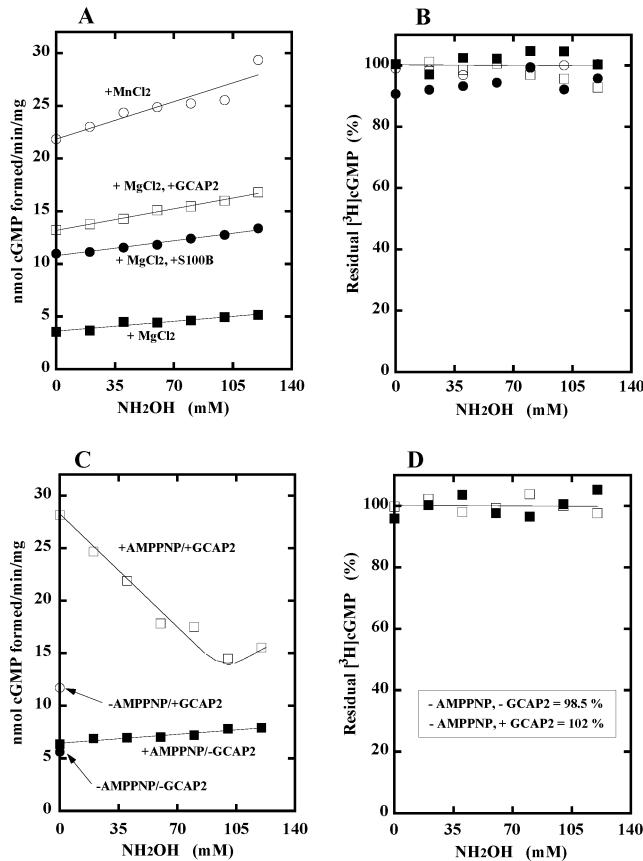 A
nmol cGMP formed/min/mg
30
25
20
15
10
5
0
+MnCl2
+ MgCl2, +GCAP2
+ MgCl2, +S100B
+ MgCl2
0 35 70 105 140
NH2OH (mM)
B
Residual [3H]cGMP (%)
100
80
60
40
20
0
0 35 70 105 140
NH2OH (mM)
C
nmol cGMP formed/min/mg
30
25
20
15
10
5
0
+AMPPNP/+GCAP2
-AMPPNP/+GCAP2
+AMPPNP/-GCAP2
-AMPPNP/-GCAP2
0 35 70 105 140
NH2OH (mM)
D
Residual [3H]cGMP (%)
100
80
60
40
20
0
- AMPPNP, - GCAP2 = 98.5 %
- AMPPNP, + GCAP2 = 102 %
0 35 70 105 140
NH2OH (mM)